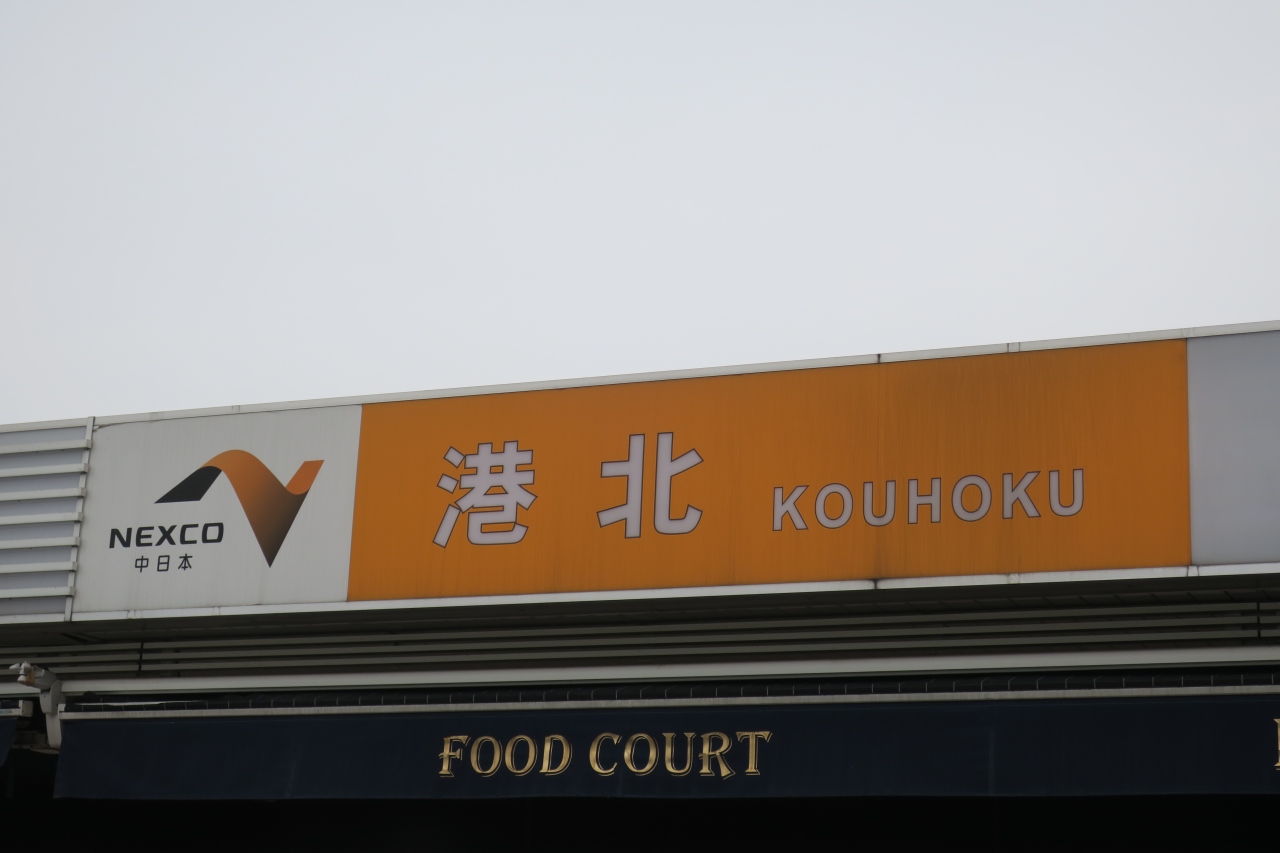 NEXCO
中日本
港北 KOUHOKU
FOOD COURT